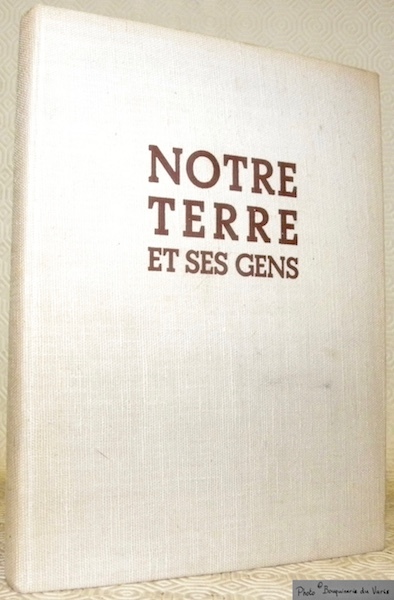 NOTRE
TERRE
ET SES GENS
Photo © Bouquinerie du Varis